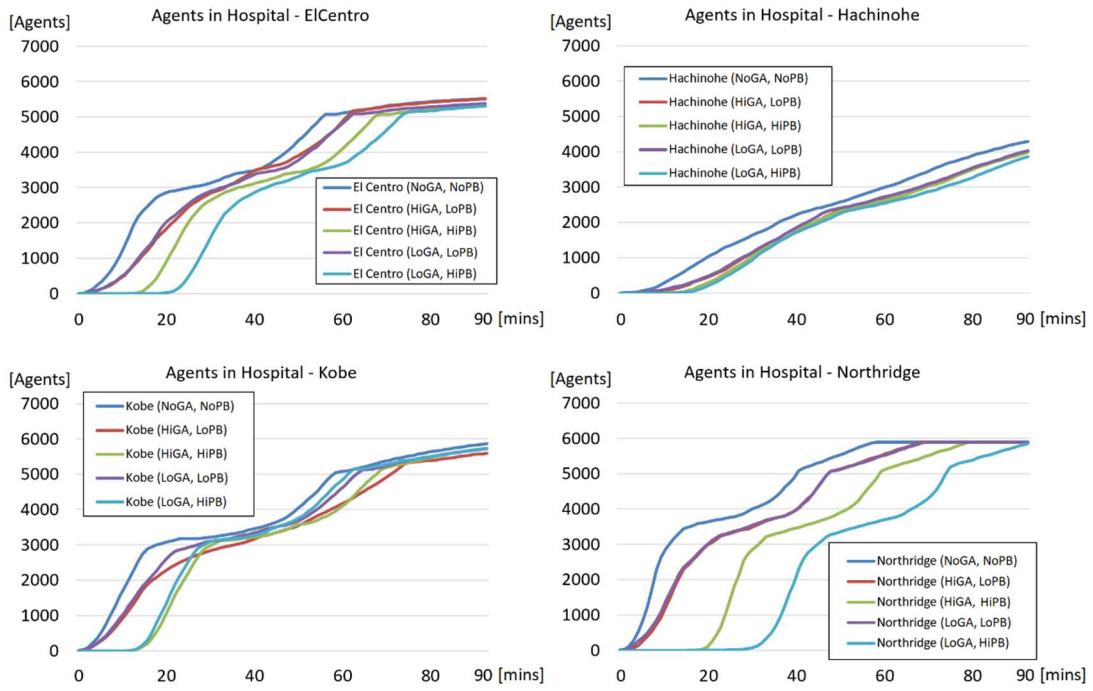 Agents in Hospital - ElCentro
[Agents]
7000
6000
5000
4000
3000
2000
1000
0
El Centro (NoGA, NoPB)
El Centro (HiGA, LoPB)
El Centro (HiGA, HiPB)
El Centro (LoGA, LoPB)
El Centro (LoGA, HiPB)
0 20 40 60 80 90 [mins]
Agents in Hospital - Hachinohe
[Agents]
7000
6000
5000
4000
3000
2000
1000
0
Hachinohe (NoGA, NoPB)
Hachinohe (HiGA, LoPB)
Hachinohe (HiGA, HiPB)
Hachinohe (LoGA, LoPB)
Hachinohe (LoGA, HiPB)
0 20 40 60 80 90 [mins]
Agents in Hospital - Kobe
[Agents]
7000
6000
5000
4000
3000
2000
1000
0
Kobe (NoGA, NoPB)
Kobe (HiGA, LoPB)
Kobe (HiGA, HiPB)
Kobe (LoGA, LoPB)
Kobe (LoGA, HiPB)
0 20 40 60 80 90 [mins]
Agents in Hospital - Northridge
[Agents]
7000
6000
5000
4000
3000
2000
1000
0
Northridge (NoGA, NoPB)
Northridge (HiGA, LoPB)
Northridge (HiGA, HiPB)
Northridge (LoGA, LoPB)
Northridge (LoGA, HiPB)
0 20 40 60 80 90 [mins]